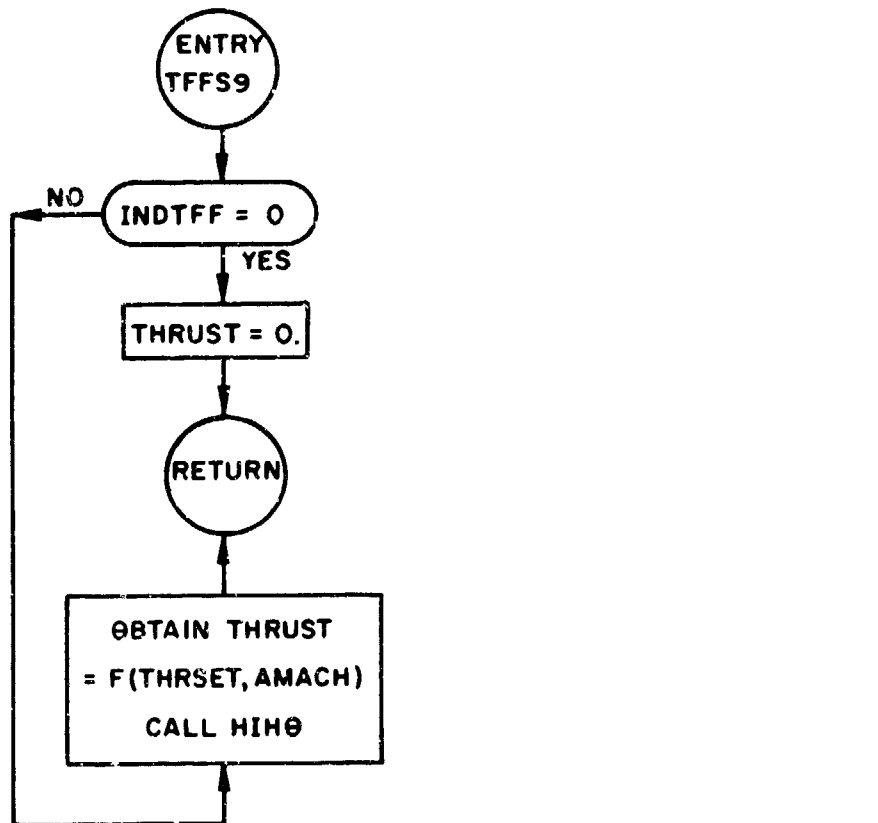 ENTRY
TFFS9
NO
INDTFF = 0
YES
THRUST = 0.
RETURN
ΘBTAIN THRUST
= F(THRSET, AMACH)
CALL HIHΘ